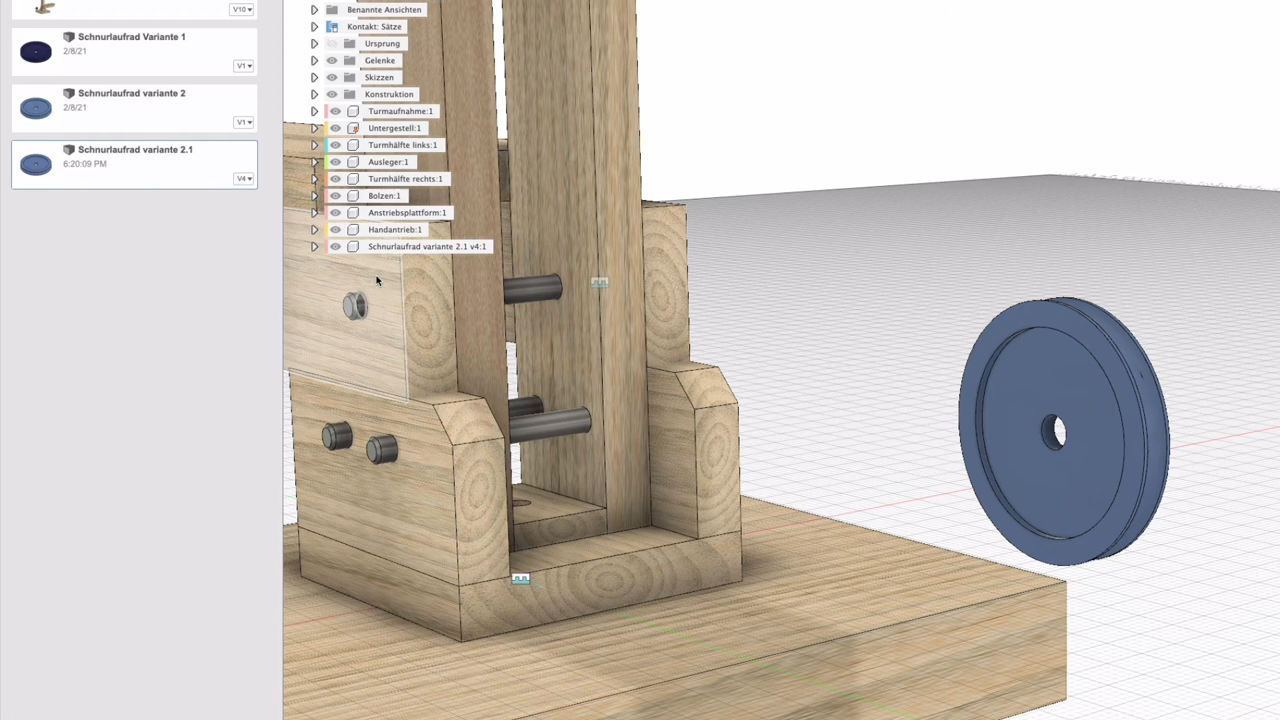 V10
Schnurlaufrad Variante 1
2/8/21
V1
Schnurlaufrad variante 2
2/8/21
V1
Schnurlaufrad variante 2.1
6:20:09 PM
V4
Benannte Ansichten
Kontakt: Sätze
Ursprung
Gelenke
Skizzen
Konstruktion
Turmaufnahme:1
Untergestell:1
Turmhälfte links:1
Ausleger:1
Turmhälfte rechts:1
Bolzen:1
Anstriebsplattform:1
Handantrieb:1
Schnurlaufrad variante 2.1 v4:1